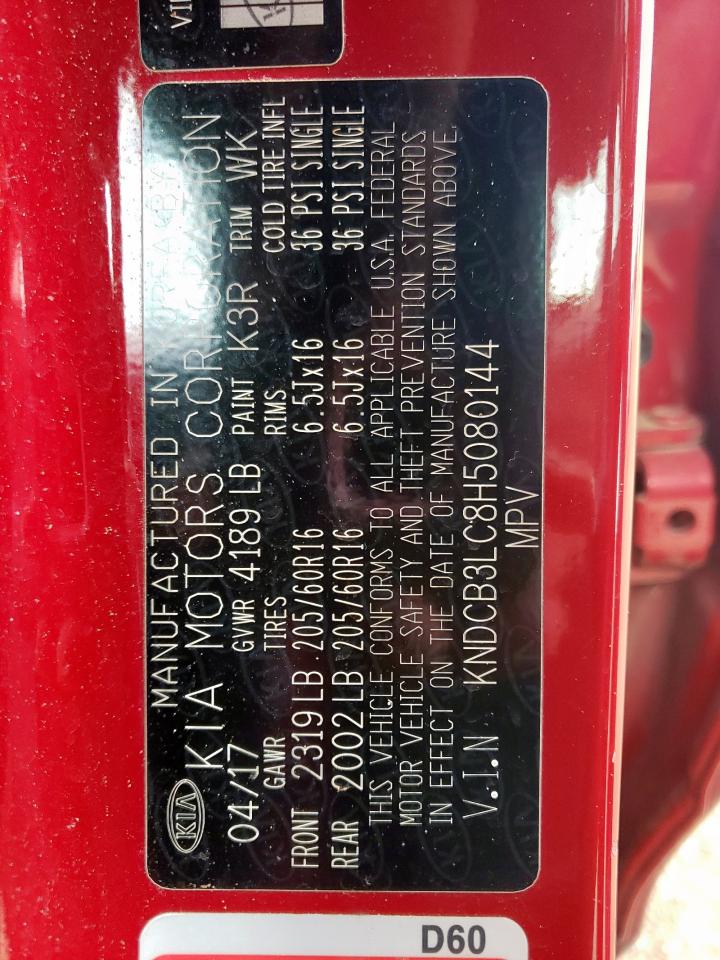 VI
MANUFACTURED IN KOREA BY
KIA KIA MOTORS CORPORATION
04/17 GVWR 4189 LB PAINT K3R TRIM WK
GAWR TIRES RIMS COLD TIRE INFL
FRONT 2319 LB 205/60R16 6.5Jx16 36 PSI SINGLE
REAR 2002 LB 205/60R16 6.5Jx16 36 PSI SINGLE
THIS VEHICLE CONFORMS TO ALL APPLICABLE U.S.A. FEDERAL
MOTOR VEHICLE SAFETY AND THEFT PREVENTION STANDARDS
IN EFFECT ON THE DATE OF MANUFACTURE SHOWN ABOVE.
V.I.N KNDCB3LC8H5080144
MPV
D60